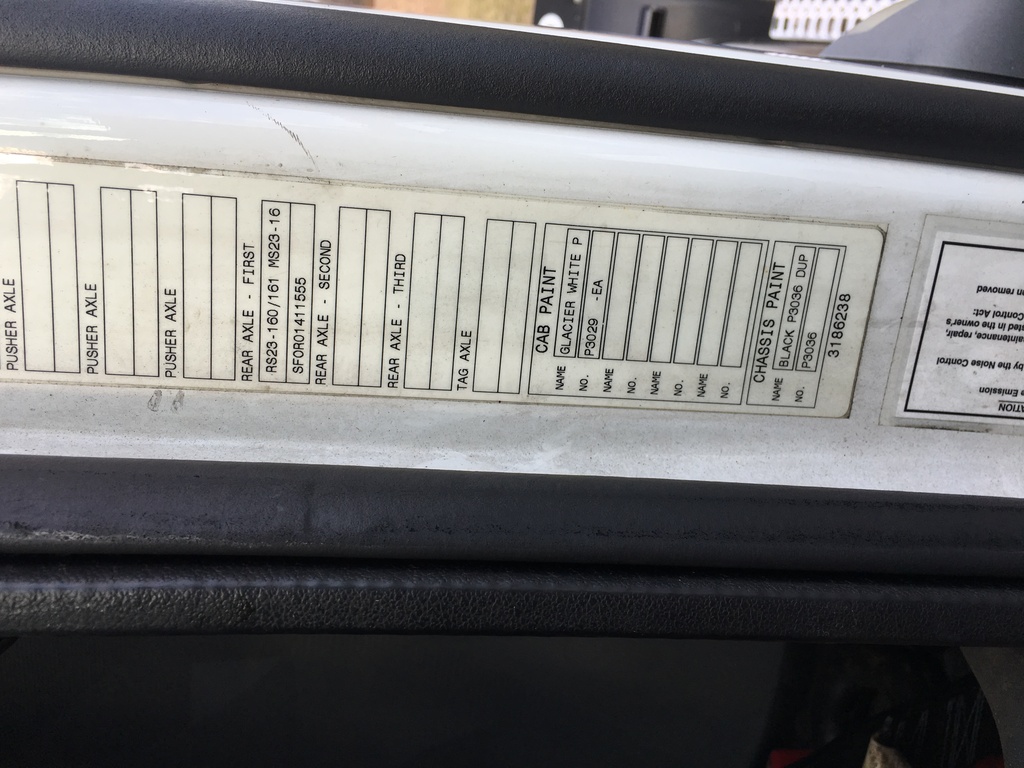 PUSHER AXLE
PUSHER AXLE
PUSHER AXLE
REAR AXLE - FIRST
RS23-160/161 MS23-16
SFOR01411555
REAR AXLE - SECOND
REAR AXLE - THIRD
TAG AXLE
CAB PAINT
NAME GLACIER WHITE P
NO. P3029 -EA
NAME
NO.
NAME
NO.
NAME
NO.
CHASSIS PAINT
NAME BLACK P3036 DUP
NO. P3036
3186238
ATION
Emission
by the Noise Control
aintenance, repair,
ated in the owner's
Control Act:
on removed